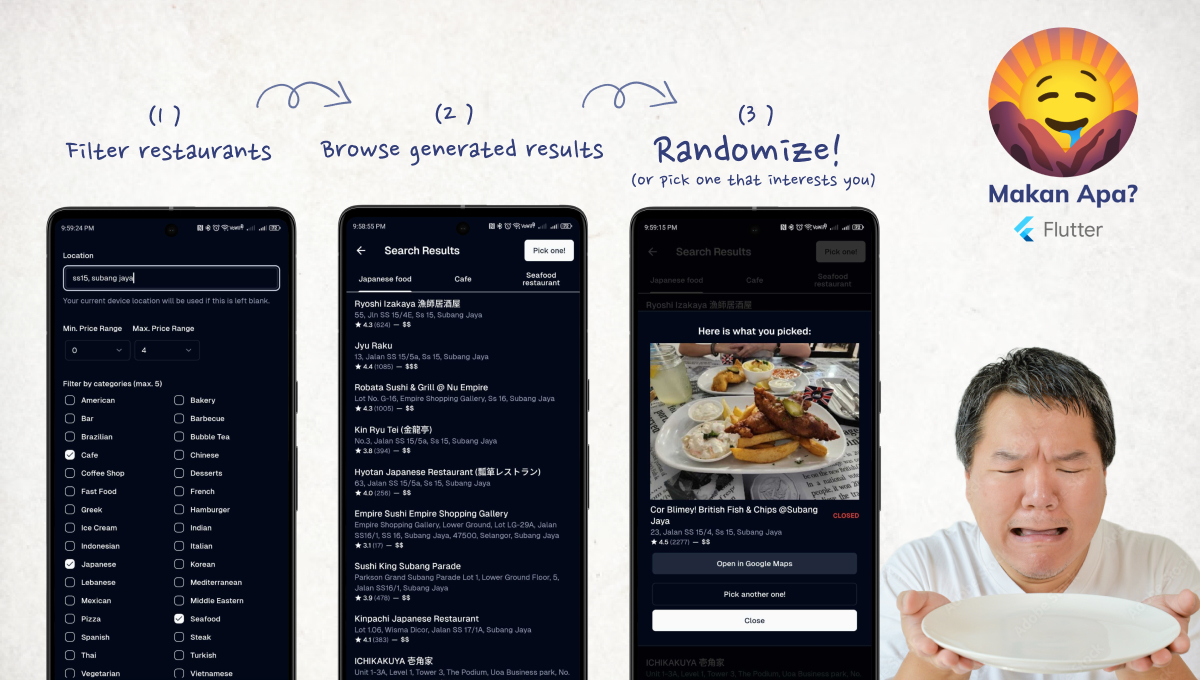 (1)
Filter restaurants
(2)
Browse generated results
(3)
Randomize!
(or pick one that interests you)
Makan Apa?
Flutter
9:59:24 PM
Location
ss15, subang jaya
Your current device location will be used if this is left blank.
Min. Price Range Max. Price Range
0 4
Filter by categories (max. 5)
American Bakery
Bar Barbecue
Brazilian Bubble Tea
Cafe Chinese
Coffee Shop Desserts
Fast Food French
Greek Hamburger
Ice Cream Indian
Indonesian Italian
Japanese Korean
Lebanese Mediterranean
Mexican Middle Eastern
Pizza Seafood
Spanish Steak
Thai Turkish
Vegetarian Vietnamese
9:58:55 PM
Search Results Pick one!
Japanese food Cafe Seafood restaurant
Ryoshi Izakaya 漁師居酒屋
55, Jln SS 15/4E, Ss 15, Subang Jaya
★ 4.3 (624) — $$
Jyu Raku
13, Jalan SS 15/5a, Ss 15, Subang Jaya
★ 4.4 (1085) — $$$
Robata Sushi & Grill @ Nu Empire
Lot No. G-16, Empire Shopping Gallery, Ss 16, Subang Jaya
★ 4.3 (1005) — $$
Kin Ryu Tei (金龍亭)
No.3, Jalan SS 15/5a, Ss 15, Subang Jaya
★ 3.8 (394) — $$
Hyotan Japanese Restaurant (瓢箪レストラン)
63, Jalan SS 15/5a, Ss 15, Subang Jaya
★ 4.0 (256) — $$
Empire Sushi Empire Shopping Gallery
Empire Shopping Gallery, Lower Ground, Lot LG-29A, Jalan
SS16/1, SS 16, Subang Jaya, 47500, Selangor, Subang Jaya
★ 3.1 (17) — $$
Sushi King Subang Parade
Parkson Grand Subang Parade Lot 1, Lower Ground Floor, 5,
Jalan SS16/1, Subang Jaya
★ 3.9 (478) — $$
Kinpachi Japanese Restaurant
Lot 1.06, Wisma Dicor, Jalan SS 17/1A, Subang Jaya
★ 4.1 (383) — $$
ICHIKAKUYA 壱角家
Unit 1-3A, Level 1, Tower 3, The Podium, Uoa Business park, No.
9:59:15 PM
Search Results Pick one!
Japanese food Cafe Seafood restaurant
Ryoshi Izakaya 漁師居酒屋
Here is what you picked:
Cor Blimey! British Fish & Chips @Subang
Jaya
CLOSED
23, Jalan SS 15/4, Ss 15, Subang Jaya
★ 4.5 (2277) — $$
Open in Google Maps
Pick another one!
Close
ICHIKAKUYA 壱角家
Unit 1-3A, Level 1, Tower 3, The Podium, Uoa Business park, No.